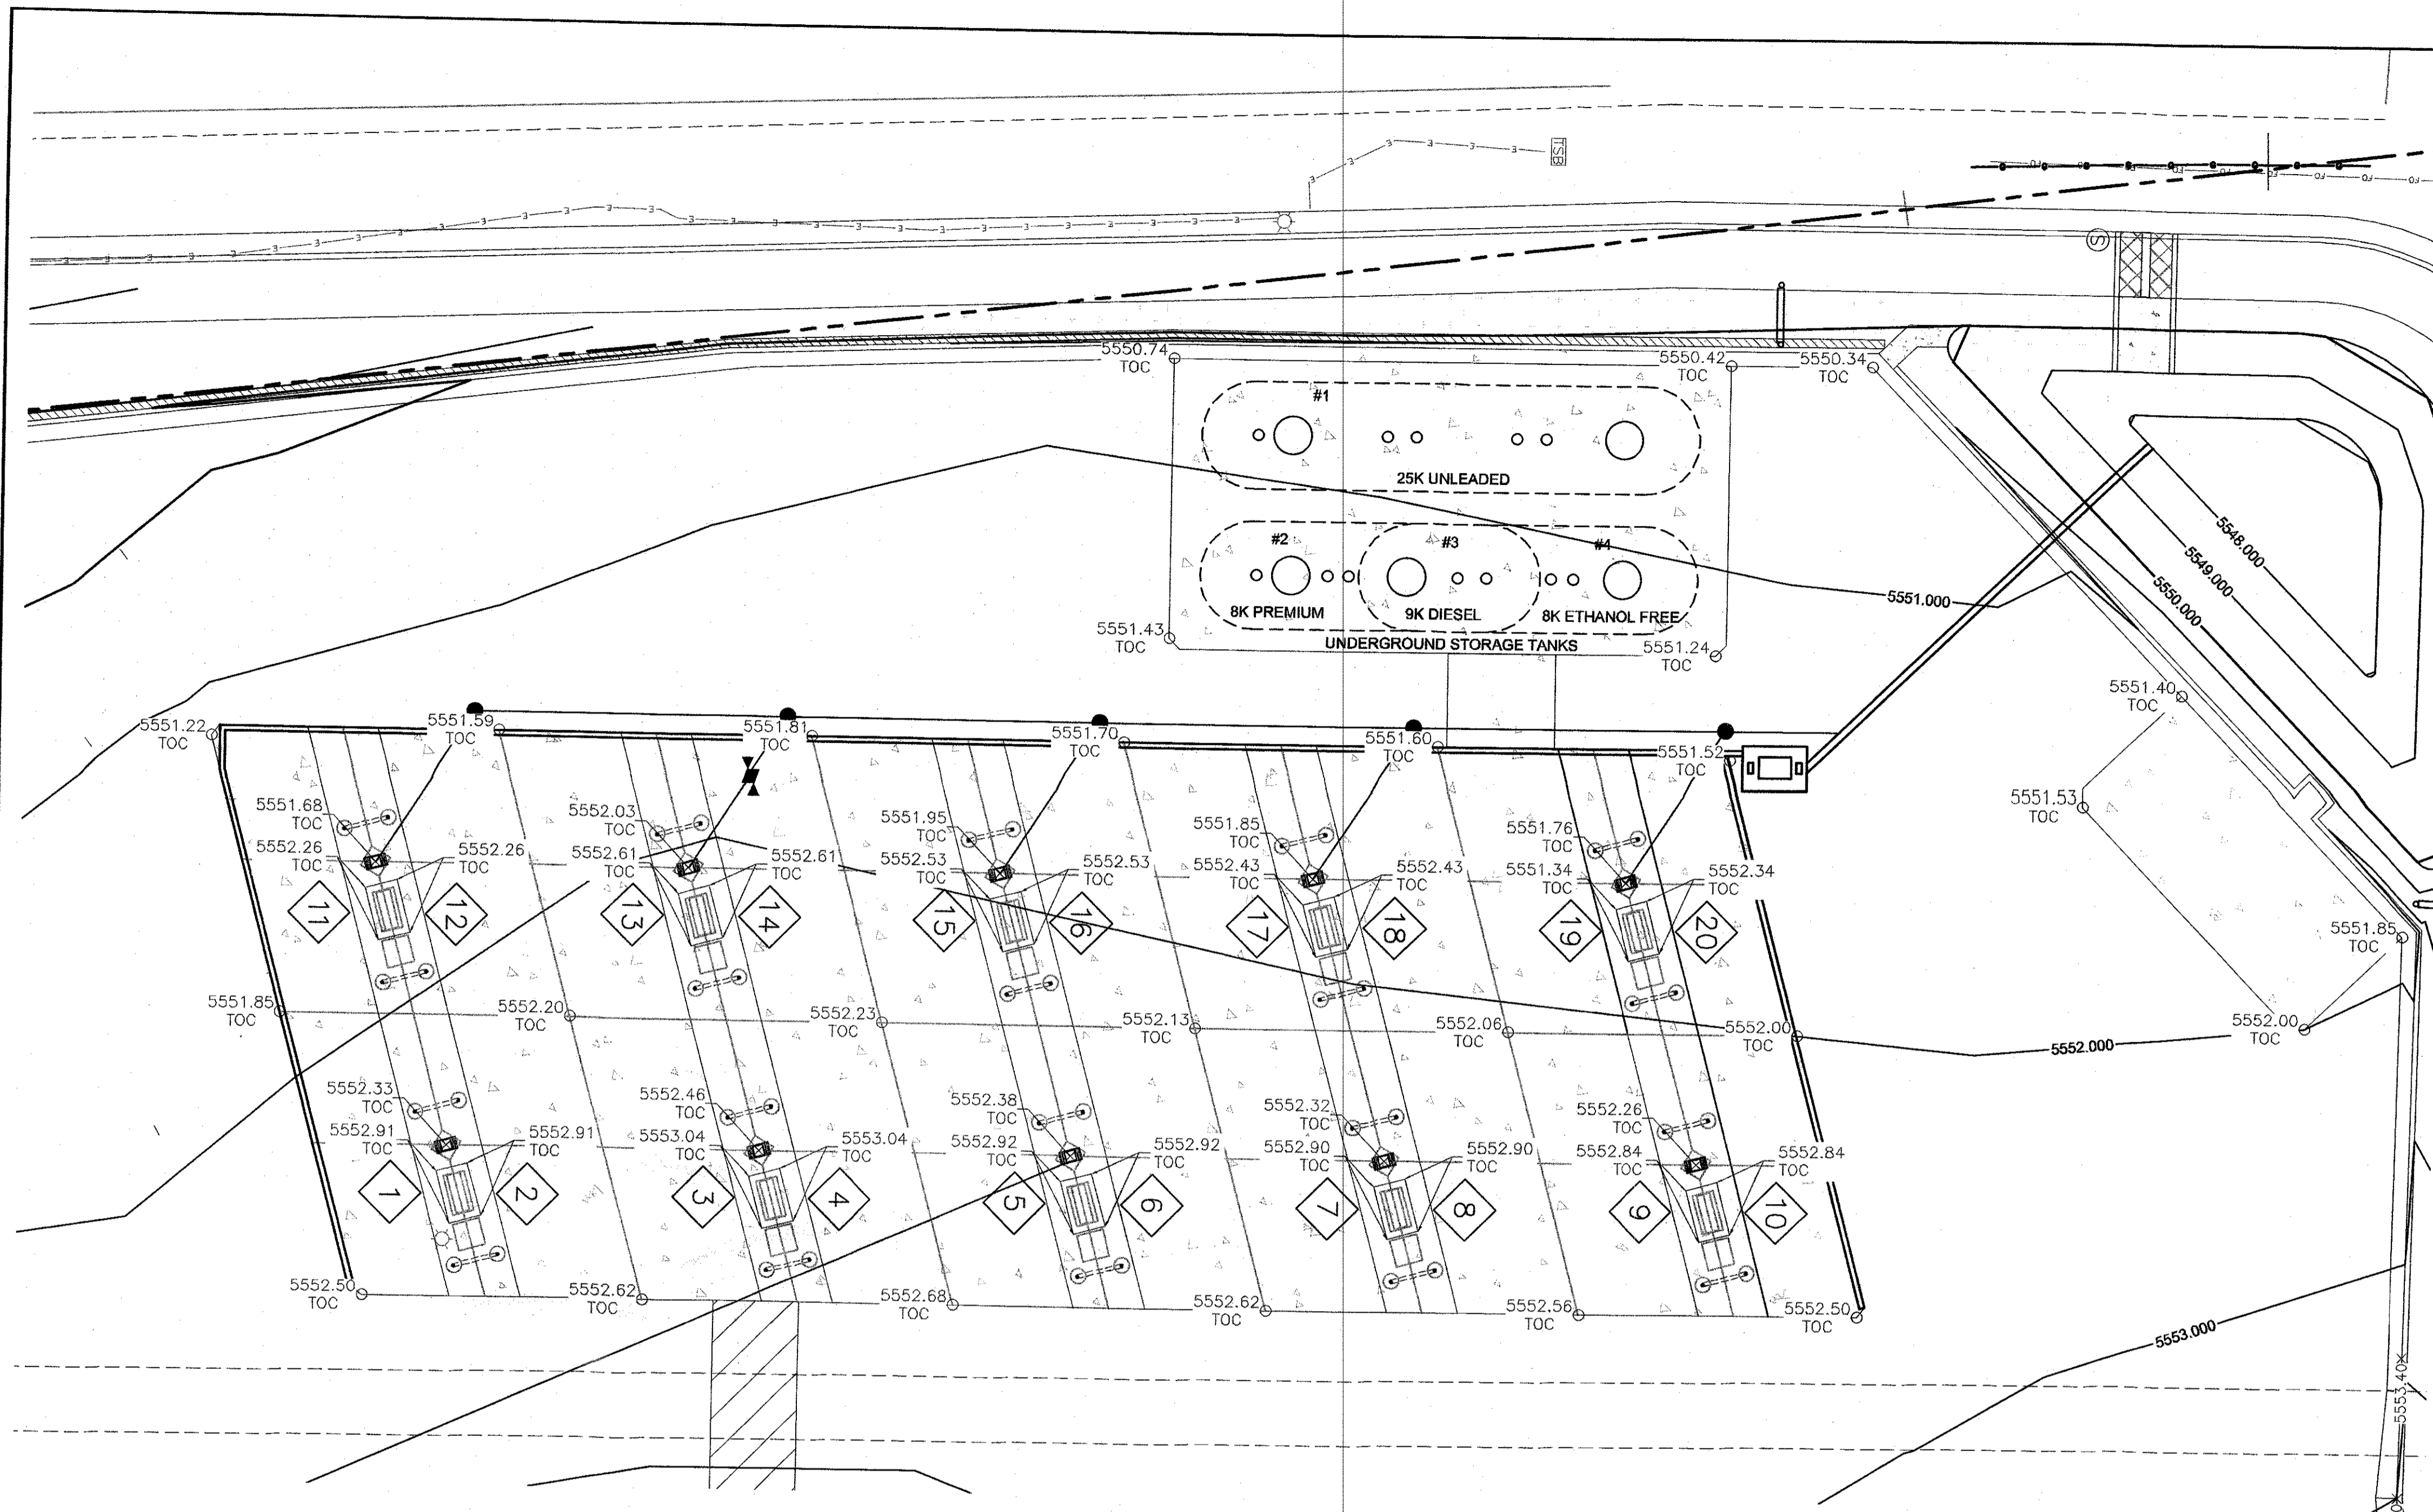 TSB
S
5550.74
TOC
5550.42
TOC
5550.34
TOC
#1
25K UNLEADED
#2
#3
#4
8K PREMIUM
9K DIESEL
8K ETHANOL FREE
UNDERGROUND STORAGE TANKS
5551.43
TOC
5551.24
TOC
5548.000
5549.000
5550.000
5551.000
5551.40
TOC
5551.53
TOC
5551.85
TOC
5551.22
TOC
5551.59
TOC
5551.81
TOC
5551.70
TOC
5551.60
TOC
5551.52
TOC
5551.68
TOC
5552.03
TOC
5551.95
TOC
5551.85
TOC
5551.76
TOC
5552.26
TOC
5552.26
TOC
5552.61
TOC
5552.61
TOC
5552.53
TOC
5552.53
TOC
5552.43
TOC
5552.43
TOC
5551.34
TOC
5552.34
TOC
11
12
13
14
15
16
17
18
19
20
5551.85
TOC
5552.20
TOC
5552.23
TOC
5552.13
TOC
5552.06
TOC
5552.00
TOC
5552.000
5552.00
TOC
5552.33
TOC
5552.46
TOC
5552.38
TOC
5552.32
TOC
5552.26
TOC
5552.91
TOC
5552.91
TOC
5553.04
TOC
5553.04
TOC
5552.92
TOC
5552.92
TOC
5552.90
TOC
5552.90
TOC
5552.84
TOC
5552.84
TOC
1
2
3
4
5
6
7
8
9
10
5552.50
TOC
5552.62
TOC
5552.68
TOC
5552.62
TOC
5552.56
TOC
5552.50
TOC
5553.000
5553.40